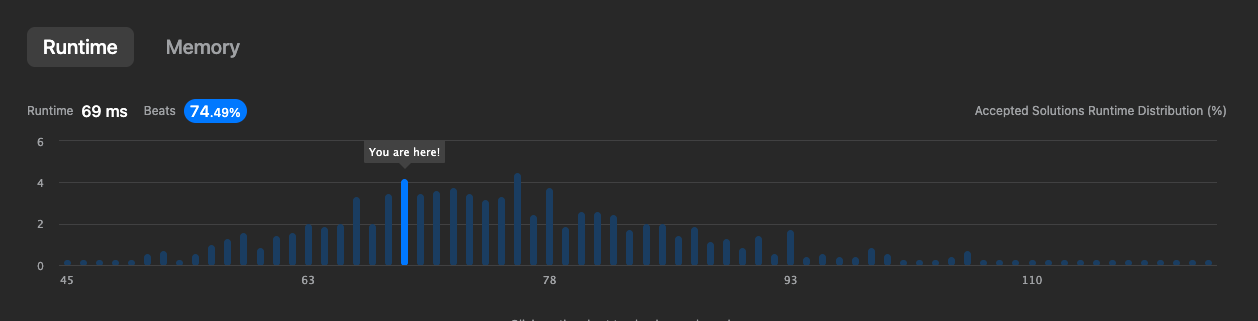 Runtime Memory
Runtime 69 ms Beats 74.49% Accepted Solutions Runtime Distribution (%)
6
You are here!
4
2
0
45 63 78 93 110